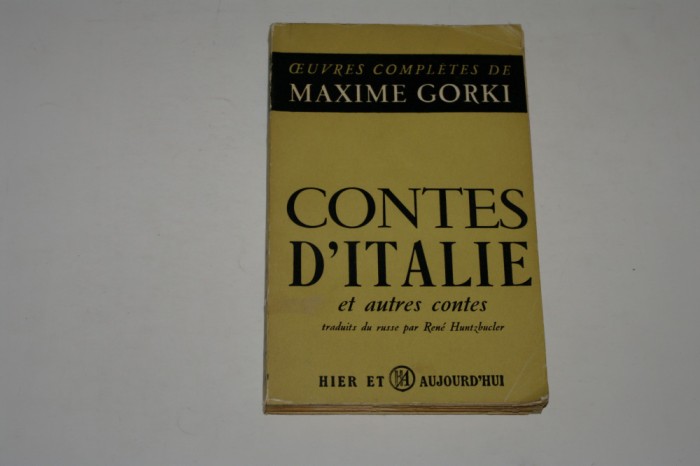 ŒUVRES COMPLÈTES DE
MAXIME GORKI
CONTES
D'ITALIE
et autres contes
traduits du russe par René Huntzbucler
HIER ET HA AUJOURD'HUI